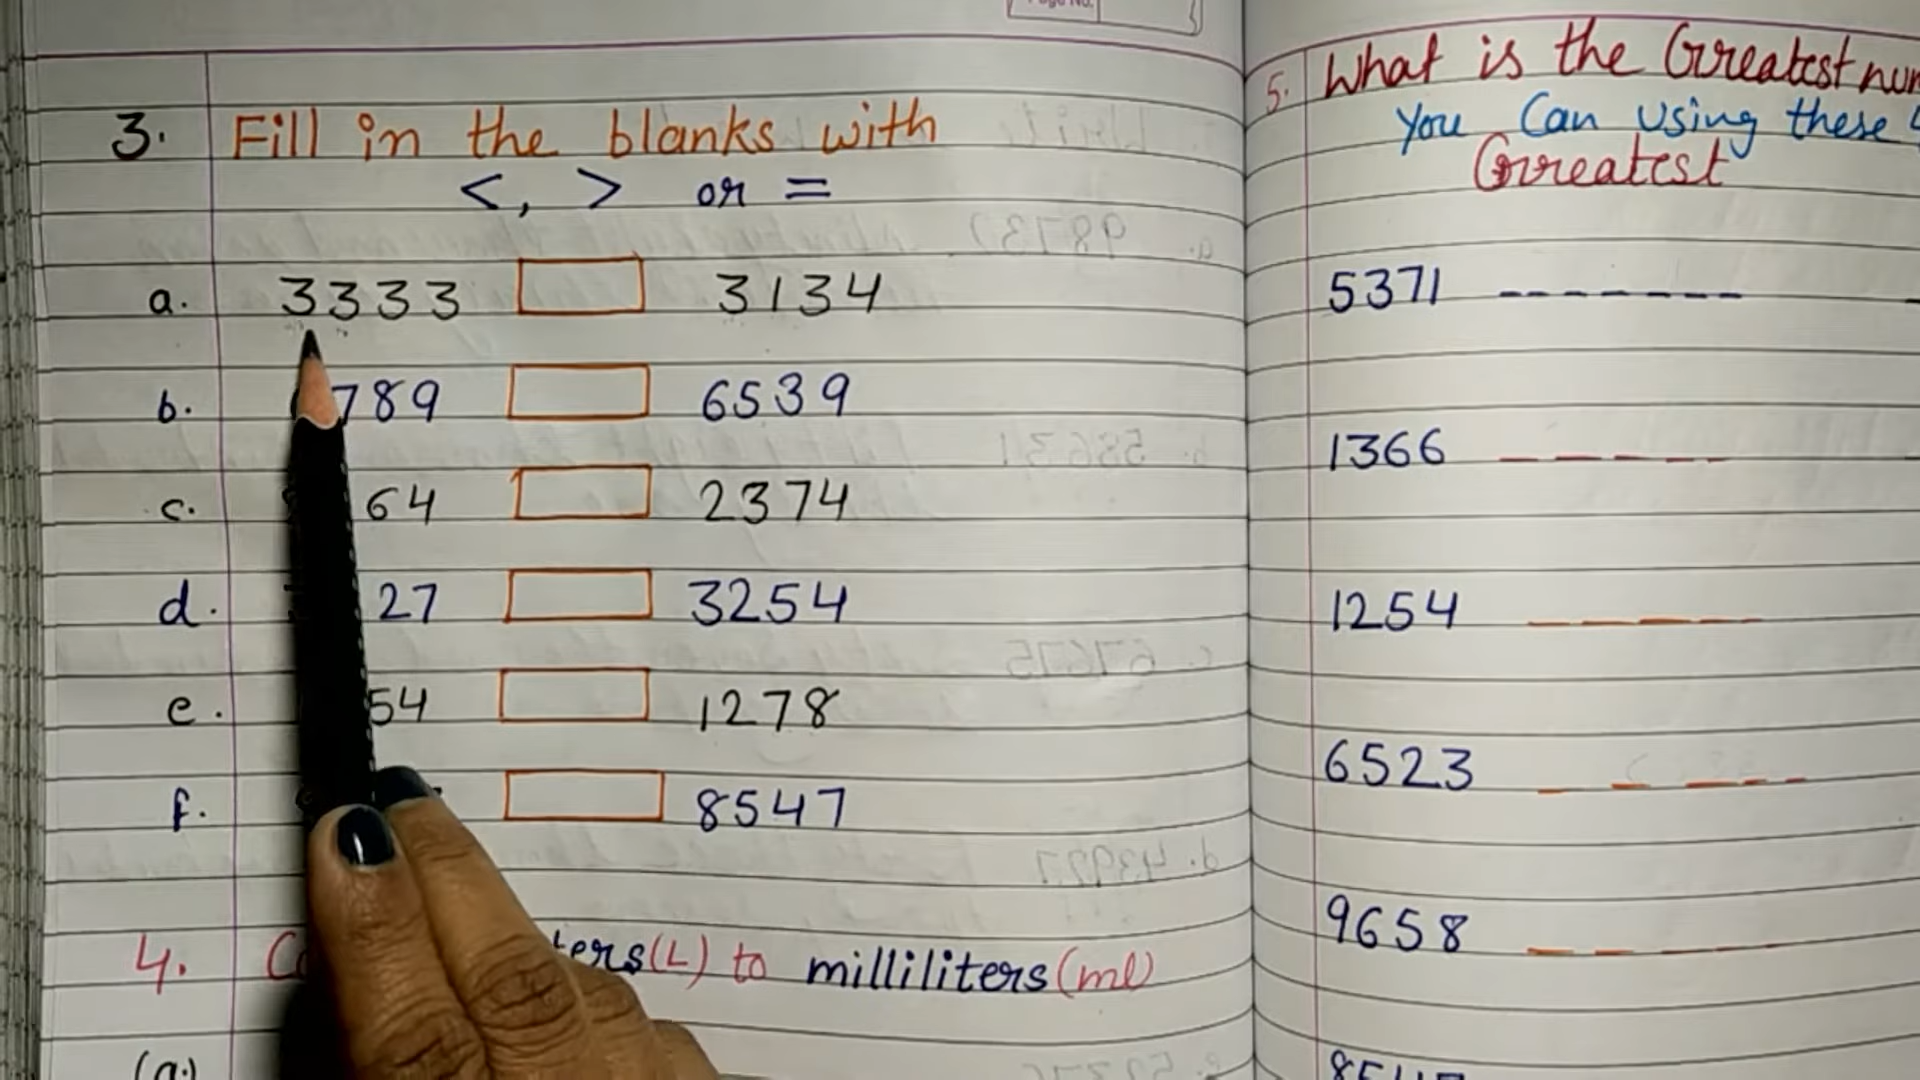 3. Fill in the blanks with
<, > or =
a. 3333 3134
b. 789 6539
c. 64 2374
d. 27 3254
e. 54 1278
f. 8547
4. to milliliters (ml)
(a.)
5. What is the Greatest
You Can using these
Greatest
5371
1366
1254
6523
9658